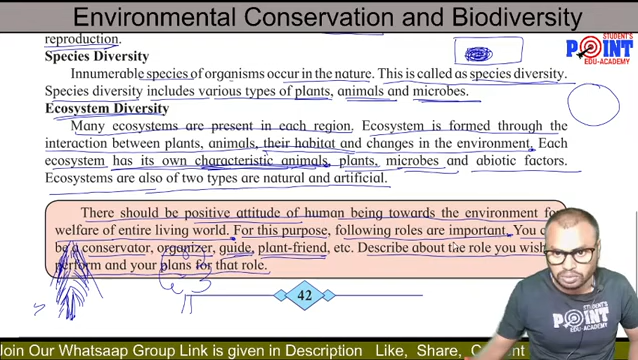 Environmental Conservation and Biodiversity
STUDENT'S
POINT
EDU-ACADEMY
reproduction.
Species Diversity
Innumerable species of organisms occur in the nature. This is called as species diversity.
Species diversity includes various types of plants, animals and microbes.
Ecosystem Diversity
Many ecosystems are present in each region. Ecosystem is formed through the
interaction between plants, animals, their habitat and changes in the environment. Each
ecosystem has its own characteristic animals, plants, microbes and abiotic factors.
Ecosystems are also of two types are natural and artificial.
There should be positive attitude of human being towards the environment for
welfare of entire living world. For this purpose, following roles are important. You can
be a conservator, organizer, guide, plant-friend, etc. Describe about the role you wish
perform and your plans for that role.
42
POINT
Join Our Whatsaap Group Link is given in Description Like, Share, Comment